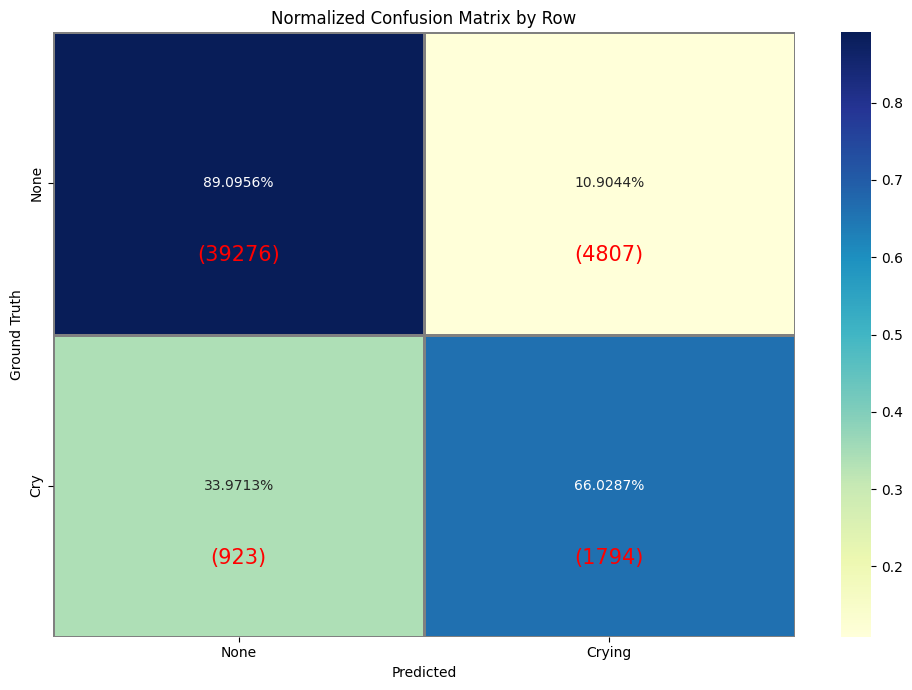 Normalized Confusion Matrix by Row
Ground Truth
None
Cry
89.0956%
(39276)
10.9044%
(4807)
33.9713%
(923)
66.0287%
(1794)
None
Crying
Predicted
0.8
0.7
0.6
0.5
0.4
0.3
0.2